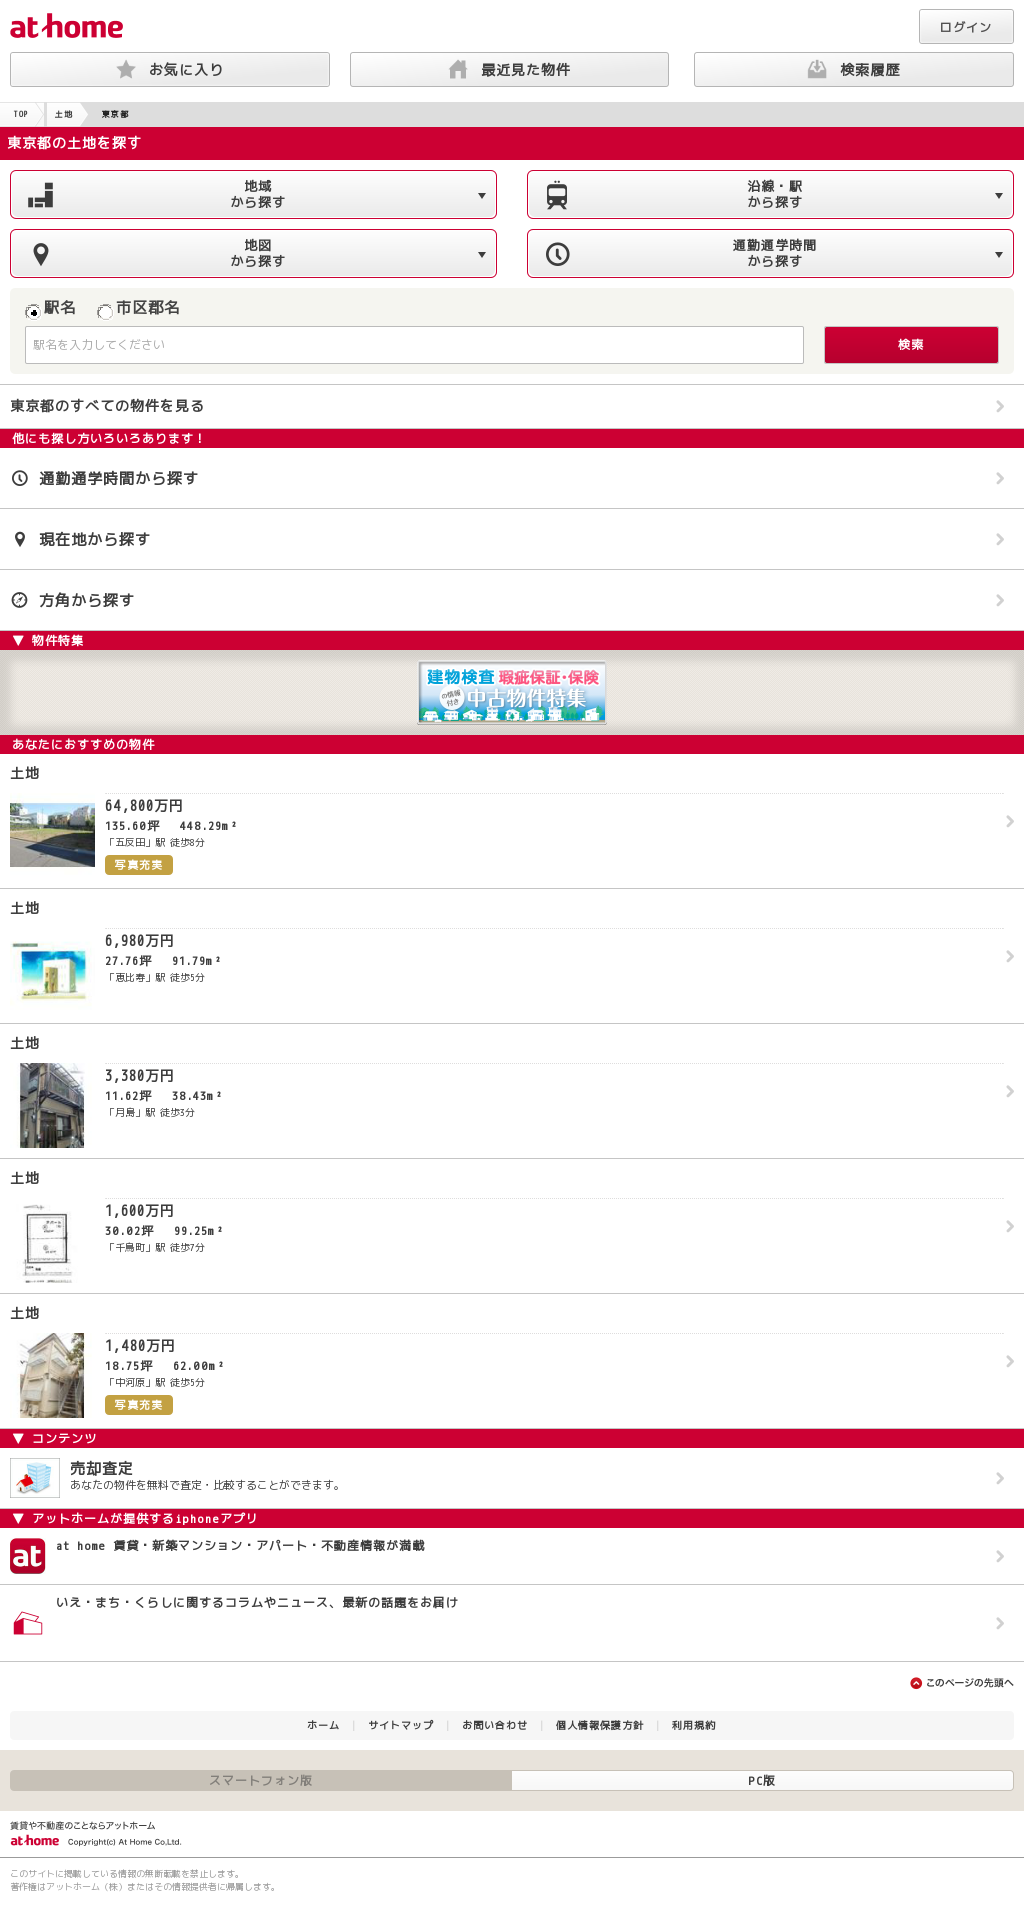 at home
ログイン
お気に入り
最近見た物件
検索履歴
TOP 土地 東京都
東京都の土地を探す
地域
から探す
沿線・駅
から探す
地図
から探す
通勤通学時間
から探す
駅名 市区郡名
駅名を入力してください
検索
東京都のすべての物件を見る
他にも探し方いろいろあります！
通勤通学時間から探す
現在地から探す
方角から探す
▼ 物件特集
建物検査 瑕疵保証・保険
の情報
付き
中古物件特集
あなたにおすすめの物件
土地
64,800万円
135.60坪 448.29m²
「五反田」駅 徒歩8分
写真充実
土地
6,980万円
27.76坪 91.79m²
「恵比寿」駅 徒歩5分
土地
3,380万円
11.62坪 38.43m²
「月島」駅 徒歩3分
土地
1,600万円
30.02坪 99.25m²
「千鳥町」駅 徒歩7分
土地
1,480万円
18.75坪 62.00m²
「中河原」駅 徒歩5分
写真充実
▼ コンテンツ
売却査定
あなたの物件を無料で査定・比較することができます。
▼ アットホームが提供するiphoneアプリ
at
at home 賃貸・新築マンション・アパート・不動産情報が満載
いえ・まち・くらしに関するコラムやニュース、最新の話題をお届け
このページの先頭へ
ホーム ｜ サイトマップ ｜ お問い合わせ ｜ 個人情報保護方針 ｜ 利用規約
スマートフォン版
PC版
賃貸や不動産のことならアットホーム
at home Copyright(c) At Home Co.,Ltd.
このサイトに掲載している情報の無断転載を禁止します。
著作権はアットホーム（株）またはその情報提供者に帰属します。